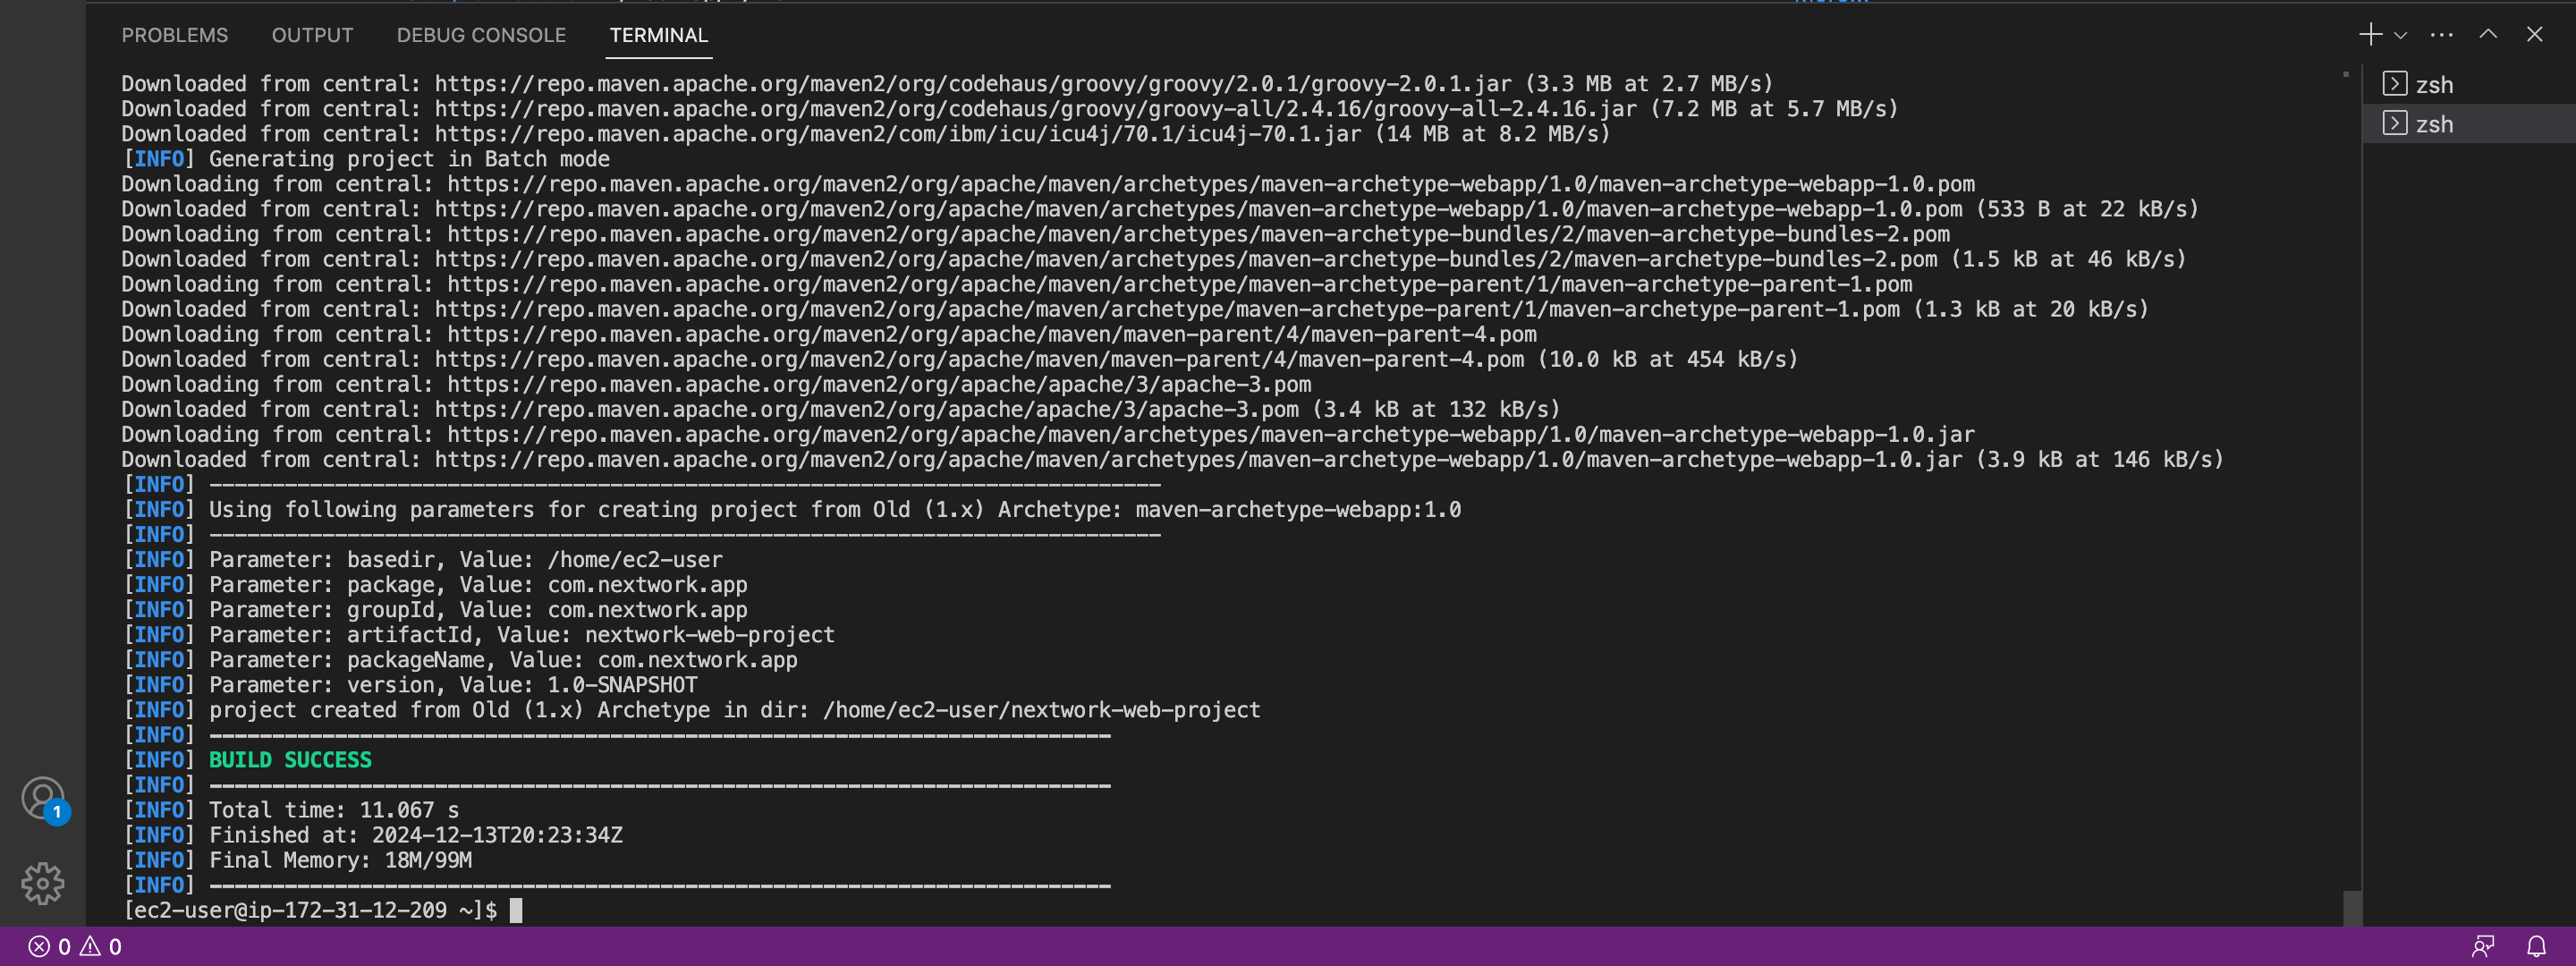 PROBLEMS OUTPUT DEBUG CONSOLE TERMINAL
Downloaded from central: https://repo.maven.apache.org/maven2/org/codehaus/groovy/groovy/2.0.1/groovy-2.0.1.jar (3.3 MB at 2.7 MB/s)
Downloaded from central: https://repo.maven.apache.org/maven2/org/codehaus/groovy/groovy-all/2.4.16/groovy-all-2.4.16.jar (7.2 MB at 5.7 MB/s)
Downloaded from central: https://repo.maven.apache.org/maven2/com/ibm/icu/icu4j/70.1/icu4j-70.1.jar (14 MB at 8.2 MB/s)
[INFO] Generating project in Batch mode
Downloading from central: https://repo.maven.apache.org/maven2/org/apache/maven/archetypes/maven-archetype-webapp/1.0/maven-archetype-webapp-1.0.pom
Downloaded from central: https://repo.maven.apache.org/maven2/org/apache/maven/archetypes/maven-archetype-webapp/1.0/maven-archetype-webapp-1.0.pom (533 B at 22 kB/s)
Downloading from central: https://repo.maven.apache.org/maven2/org/apache/maven/archetypes/maven-archetype-bundles/2/maven-archetype-bundles-2.pom
Downloaded from central: https://repo.maven.apache.org/maven2/org/apache/maven/archetypes/maven-archetype-bundles/2/maven-archetype-bundles-2.pom (1.5 kB at 46 kB/s)
Downloading from central: https://repo.maven.apache.org/maven2/org/apache/maven/archetype/maven-archetype-parent/1/maven-archetype-parent-1.pom
Downloaded from central: https://repo.maven.apache.org/maven2/org/apache/maven/archetype/maven-archetype-parent/1/maven-archetype-parent-1.pom (1.3 kB at 20 kB/s)
Downloading from central: https://repo.maven.apache.org/maven2/org/apache/maven/maven-parent/4/maven-parent-4.pom
Downloaded from central: https://repo.maven.apache.org/maven2/org/apache/maven/maven-parent/4/maven-parent-4.pom (10.0 kB at 454 kB/s)
Downloading from central: https://repo.maven.apache.org/maven2/org/apache/apache/3/apache-3.pom
Downloaded from central: https://repo.maven.apache.org/maven2/org/apache/apache/3/apache-3.pom (3.4 kB at 132 kB/s)
Downloading from central: https://repo.maven.apache.org/maven2/org/apache/maven/archetypes/maven-archetype-webapp/1.0/maven-archetype-webapp-1.0.jar
Downloaded from central: https://repo.maven.apache.org/maven2/org/apache/maven/archetypes/maven-archetype-webapp/1.0/maven-archetype-webapp-1.0.jar (3.9 kB at 146 kB/s)
[INFO] ----------------------------------------------------------------------------
[INFO] Using following parameters for creating project from Old (1.x) Archetype: maven-archetype-webapp:1.0
[INFO] ----------------------------------------------------------------------------
[INFO] Parameter: basedir, Value: /home/ec2-user
[INFO] Parameter: package, Value: com.nextwork.app
[INFO] Parameter: groupId, Value: com.nextwork.app
[INFO] Parameter: artifactId, Value: nextwork-web-project
[INFO] Parameter: packageName, Value: com.nextwork.app
[INFO] Parameter: version, Value: 1.0-SNAPSHOT
[INFO] project created from Old (1.x) Archetype in dir: /home/ec2-user/nextwork-web-project
[INFO] ------------------------------------------------------------------------
[INFO] BUILD SUCCESS
[INFO] ------------------------------------------------------------------------
[INFO] Total time: 11.067 s
[INFO] Finished at: 2024-12-13T20:23:34Z
[INFO] Final Memory: 18M/99M
[INFO] ------------------------------------------------------------------------
[ec2-user@ip-172-31-12-209 ~]$
zsh
zsh
1
0 0